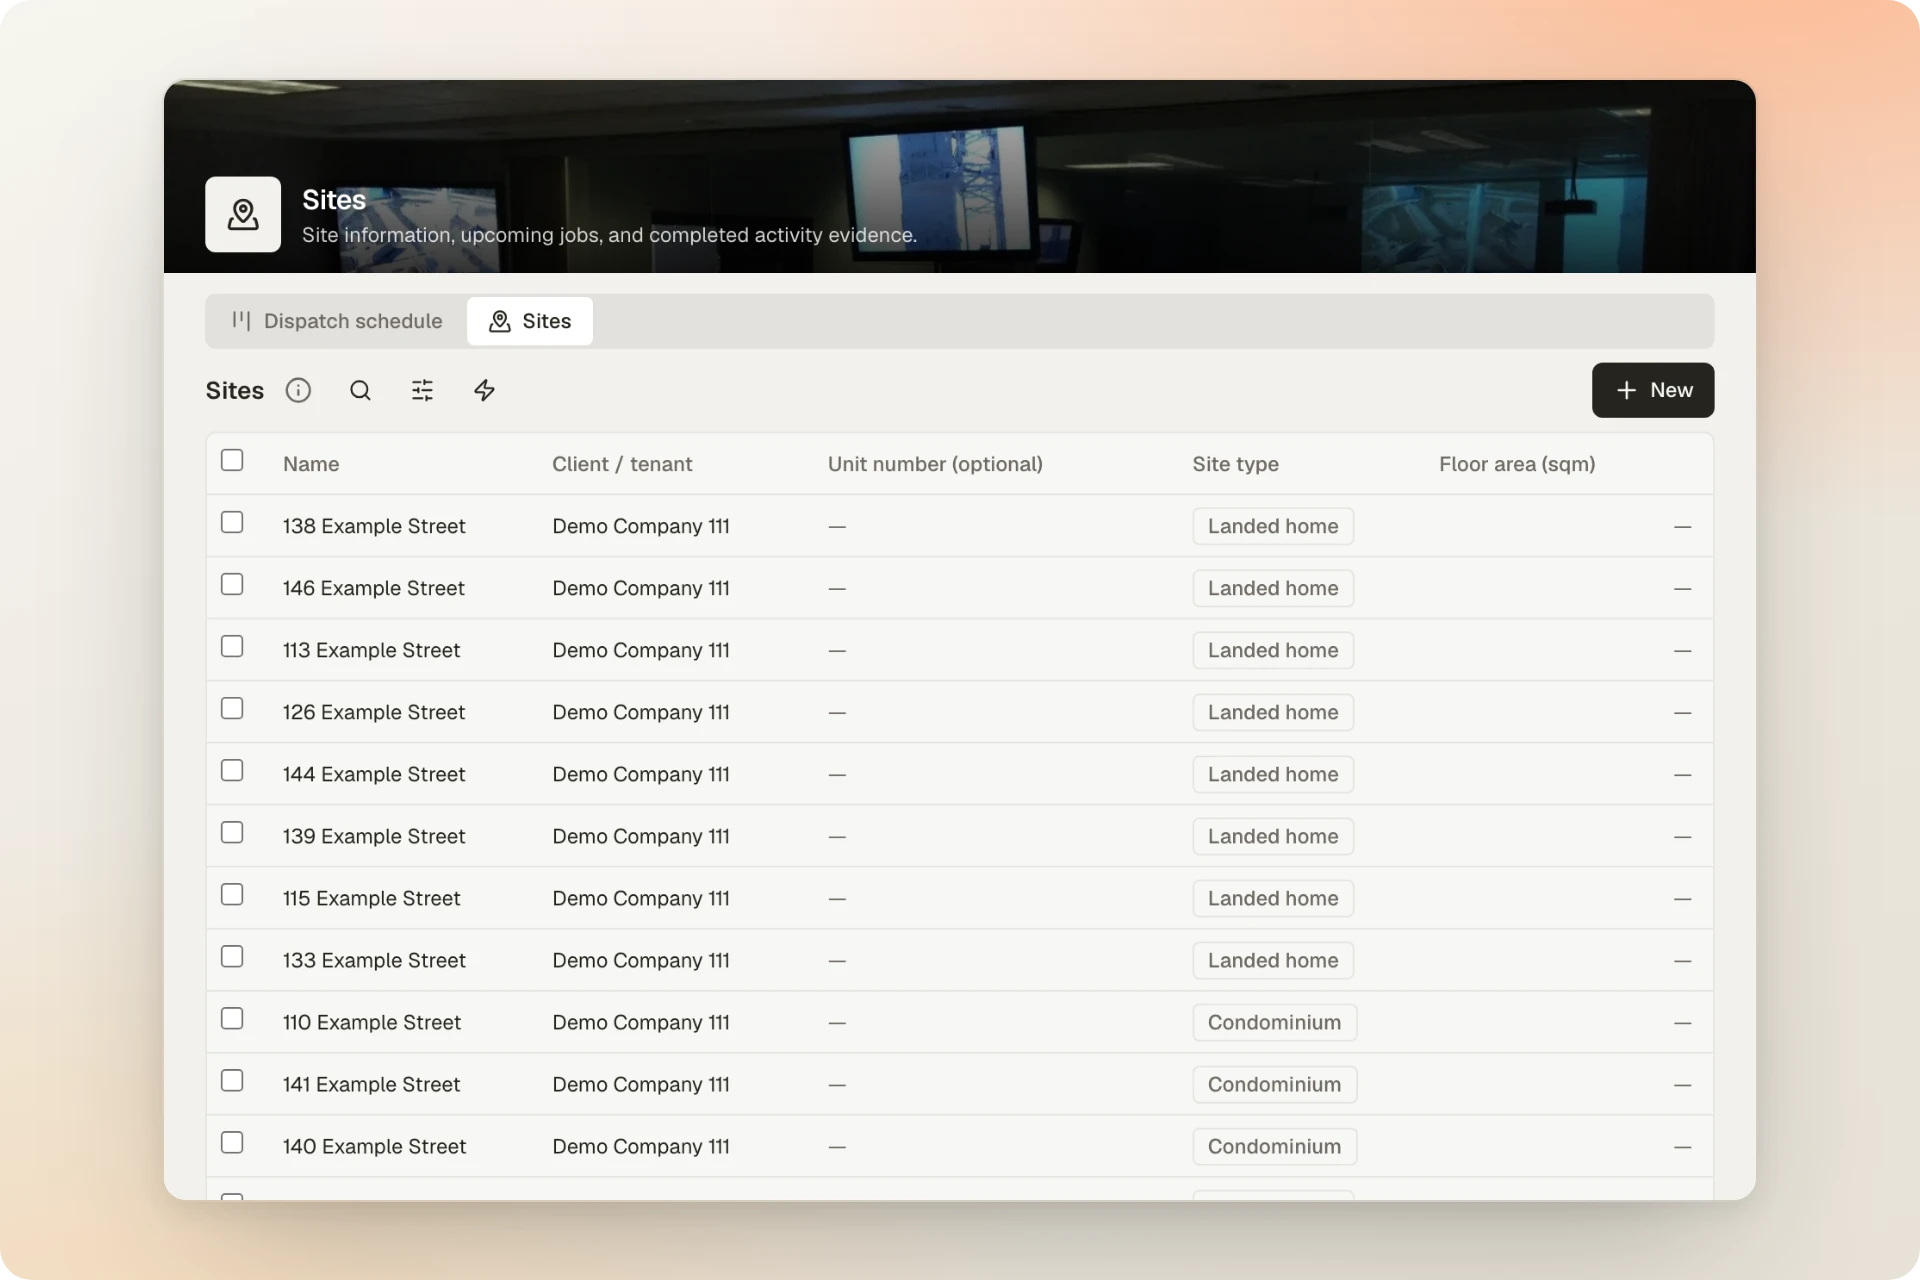 Sites
Site information, upcoming jobs, and completed activity evidence.
Dispatch schedule Sites
Sites New
Name Client / tenant Unit number (optional) Site type Floor area (sqm)
138 Example Street Demo Company 111 — Landed home —
146 Example Street Demo Company 111 — Landed home —
113 Example Street Demo Company 111 — Landed home —
126 Example Street Demo Company 111 — Landed home —
144 Example Street Demo Company 111 — Landed home —
139 Example Street Demo Company 111 — Landed home —
115 Example Street Demo Company 111 — Landed home —
133 Example Street Demo Company 111 — Landed home —
110 Example Street Demo Company 111 — Condominium —
141 Example Street Demo Company 111 — Condominium —
140 Example Street Demo Company 111 — Condominium —